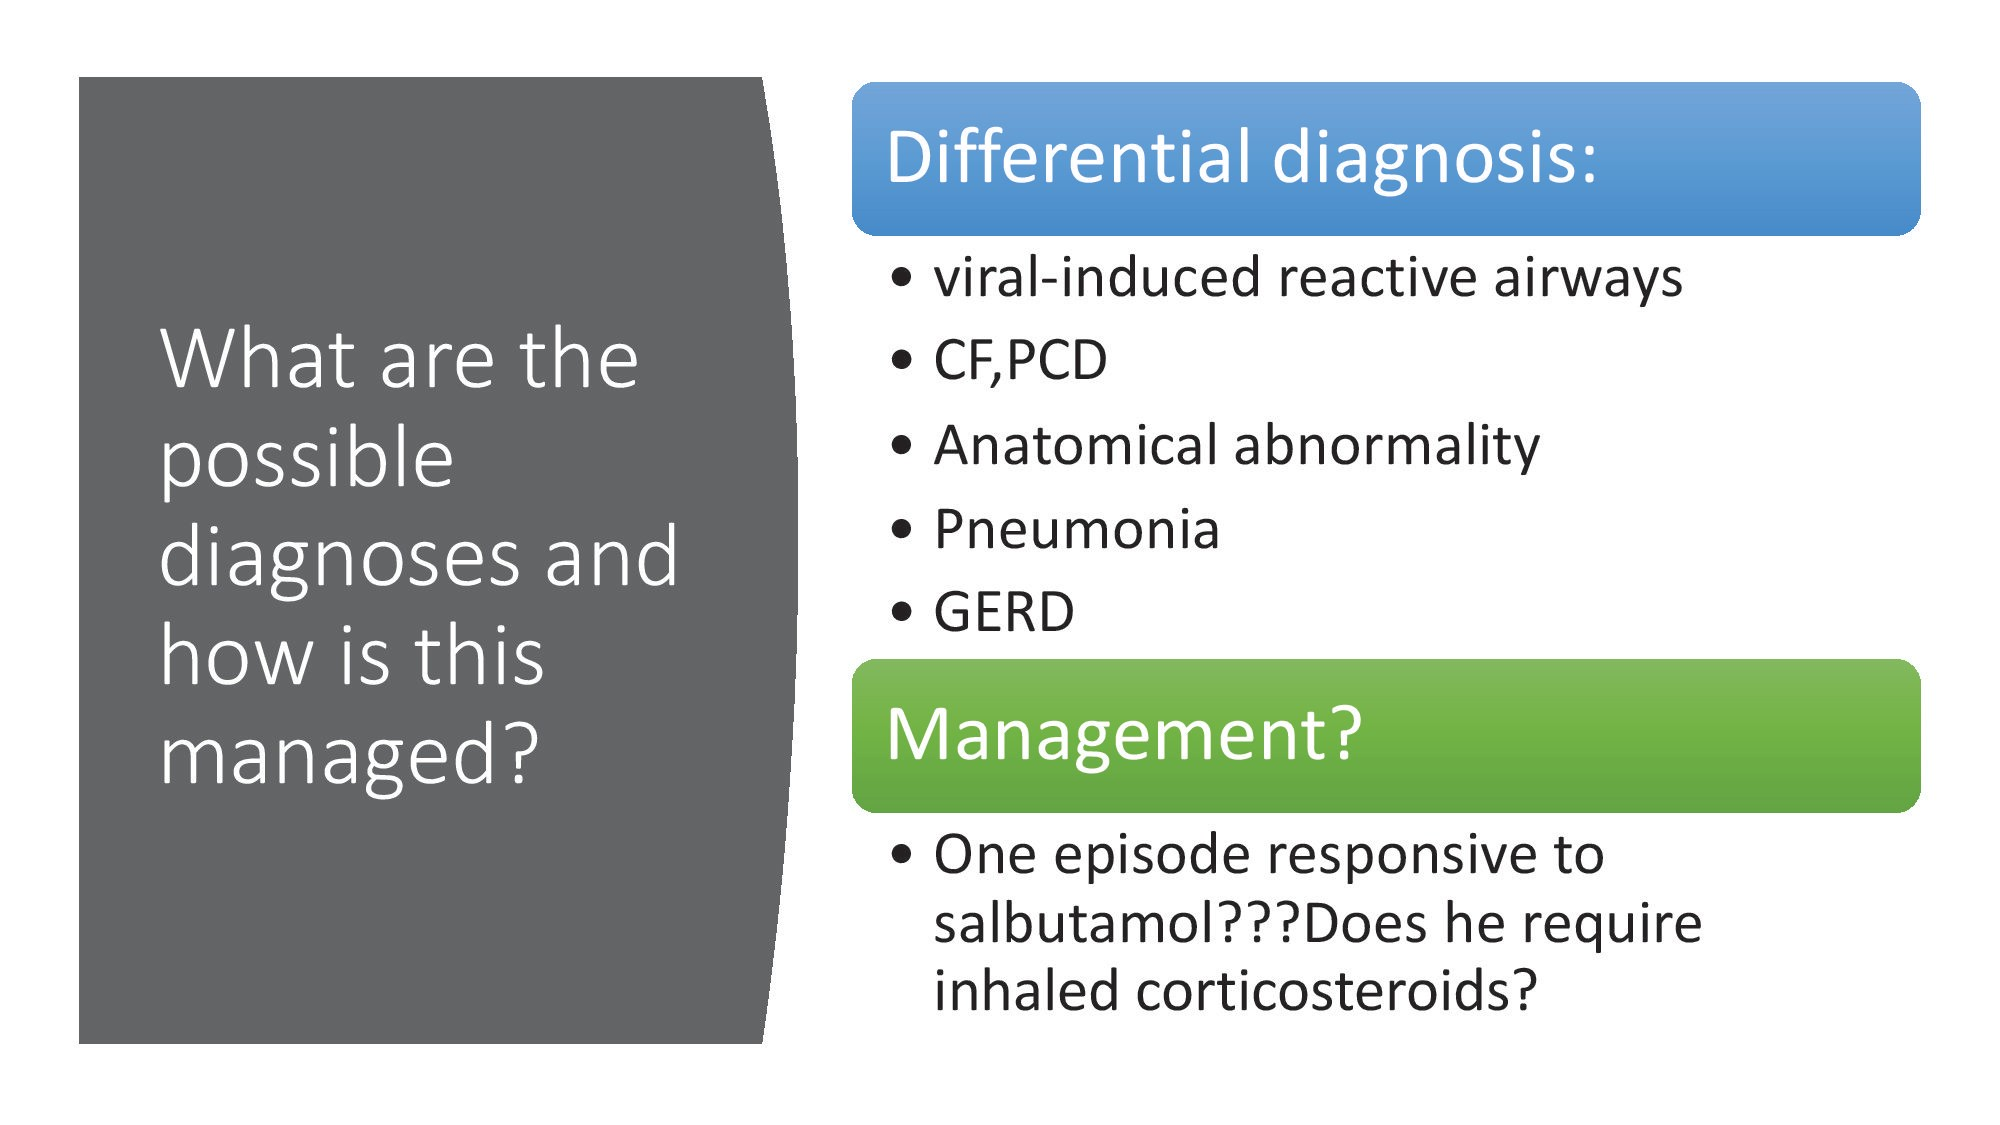 What are the
possible
diagnoses and
how is this
managed?
Differential diagnosis:
• viral-induced reactive airways
• CF,PCD
• Anatomical abnormality
• Pneumonia
• GERD
Management?
• One episode responsive to
salbutamol???Does he require
inhaled corticosteroids?